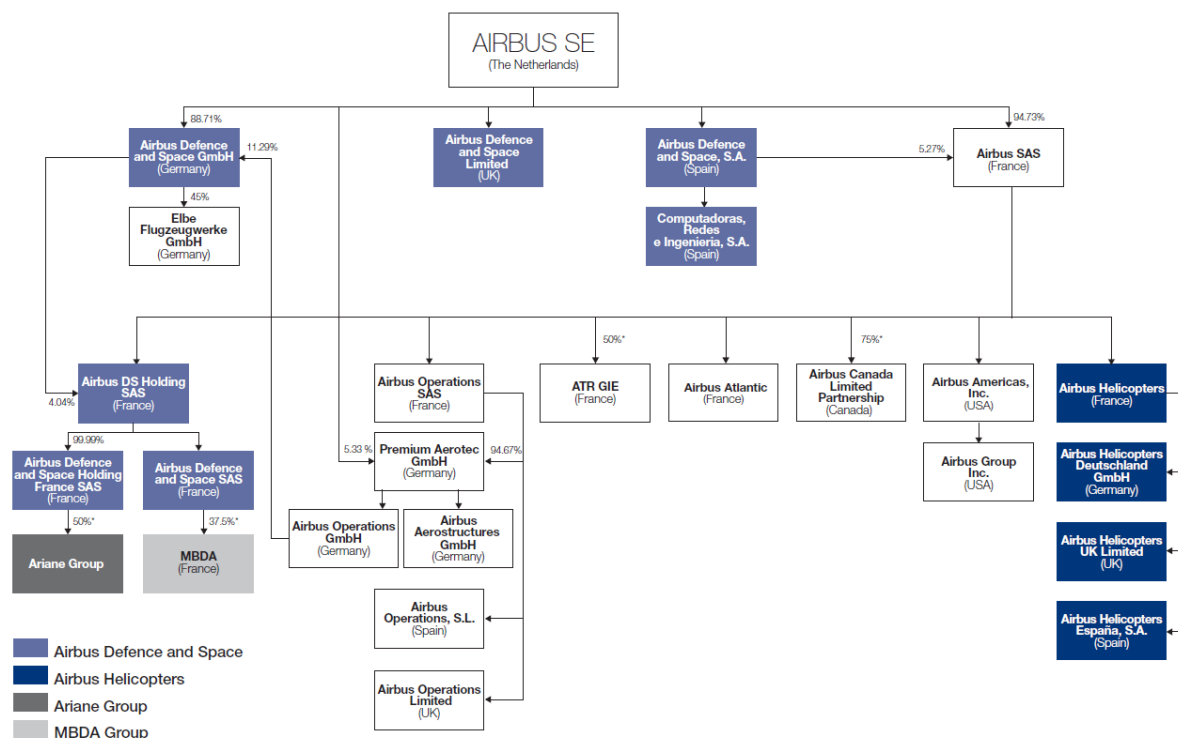 AIRBUS SE
(The Netherlands)
88.71%
94.73%
Airbus Defence
and Space GmbH
(Germany)
11.29%
Airbus Defence
and Space
Limited
(UK)
Airbus Defence
and Space, S.A.
(Spain)
5.27%
Airbus SAS
(France)
45%
Elbe
Flugzeugwerke
GmbH
(Germany)
Computadoras,
Redes
e Ingenieria, S.A.
(Spain)
50%*
75%*
Airbus DS Holding
SAS
(France)
4.04%
Airbus Operations
SAS
(France)
ATR GIE
(France)
Airbus Atlantic
(France)
Airbus Canada
Limited
Partnership
(Canada)
Airbus Americas,
Inc.
(USA)
Airbus Helicopters
(France)
99.99%
5.33 %
94.67%
Airbus Defence
and Space Holding
France SAS
(France)
Airbus Defence
and Space SAS
(France)
Premium Aerotec
GmbH
(Germany)
Airbus Group
Inc.
(USA)
Airbus Helicopters
Deutschland
GmbH
(Germany)
50%*
37.5%*
Ariane Group
MBDA
(France)
Airbus Operations
GmbH
(Germany)
Airbus
Aerostructures
GmbH
(Germany)
Airbus Helicopters
UK Limited
(UK)
Airbus
Operations, S.L.
(Spain)
Airbus Helicopters
España, S.A.
(Spain)
Airbus Operations
Limited
(UK)
Airbus Defence and Space
Airbus Helicopters
Ariane Group
MBDA Group